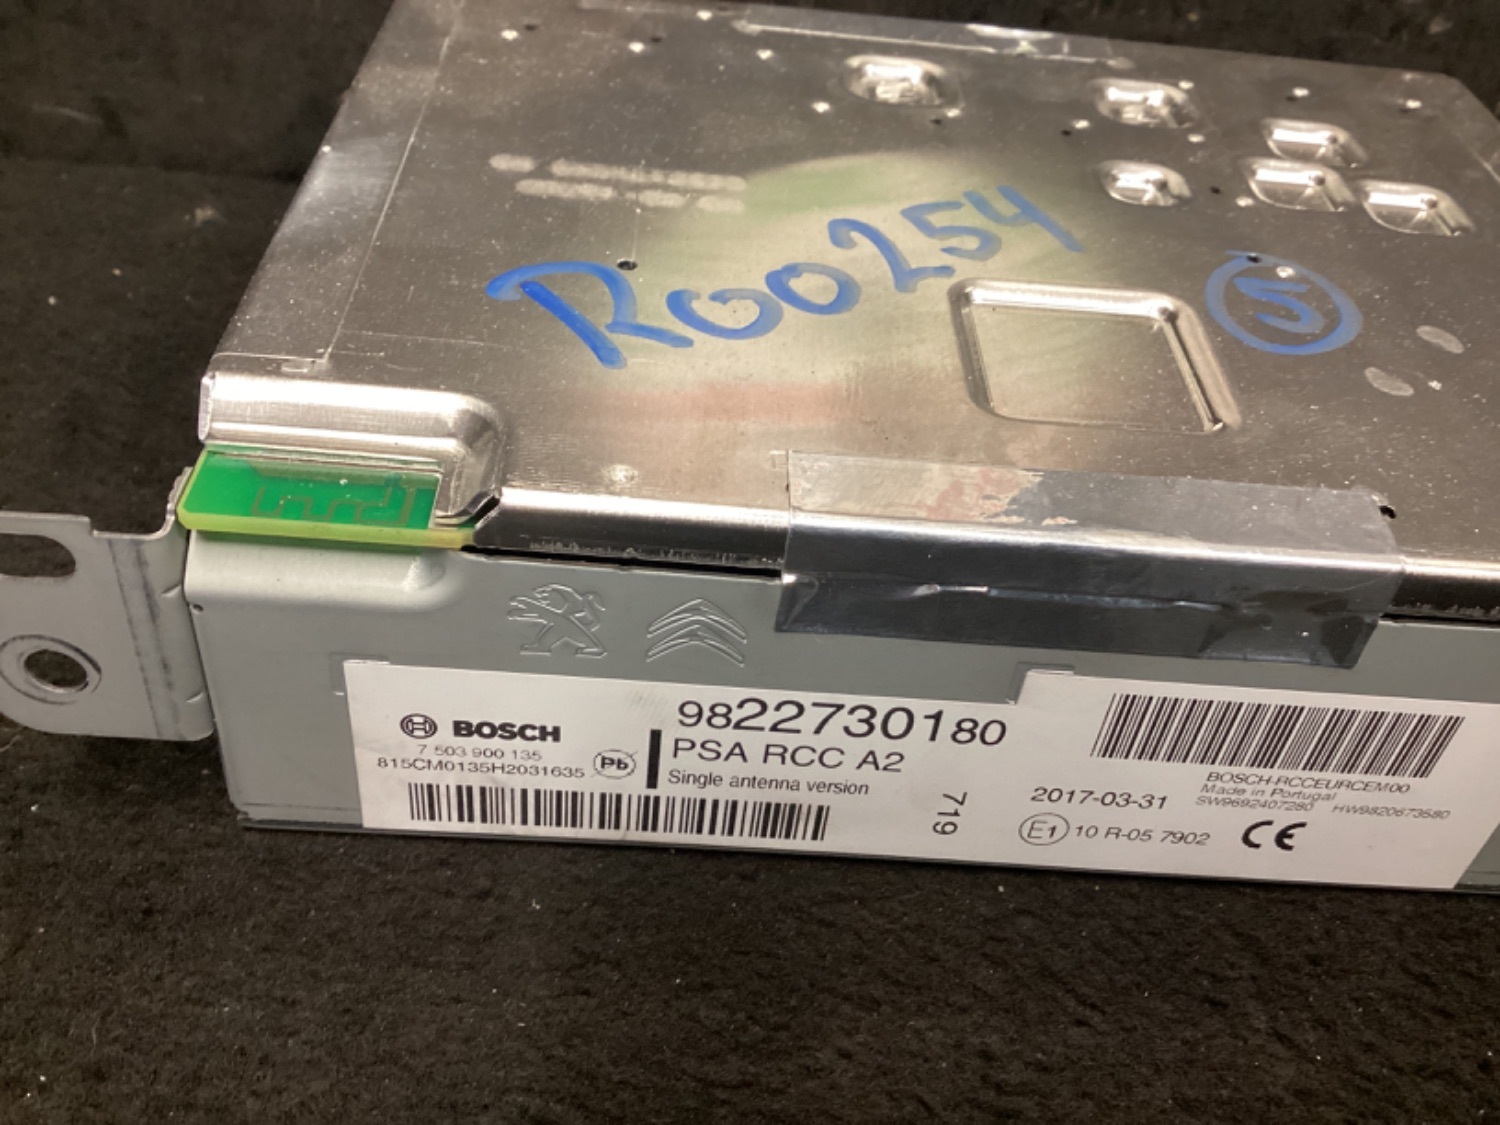 R00254
5
BOSCH
7 503 900 135
815CM0135H2031635
Pb
9822730180
PSA RCC A2
Single antenna version
719
2017-03-31
E1 10 R-05 7902
BOSCH-RCCEURCEM00
Made in Portugal
SW9692407280 HW9820673580
CE